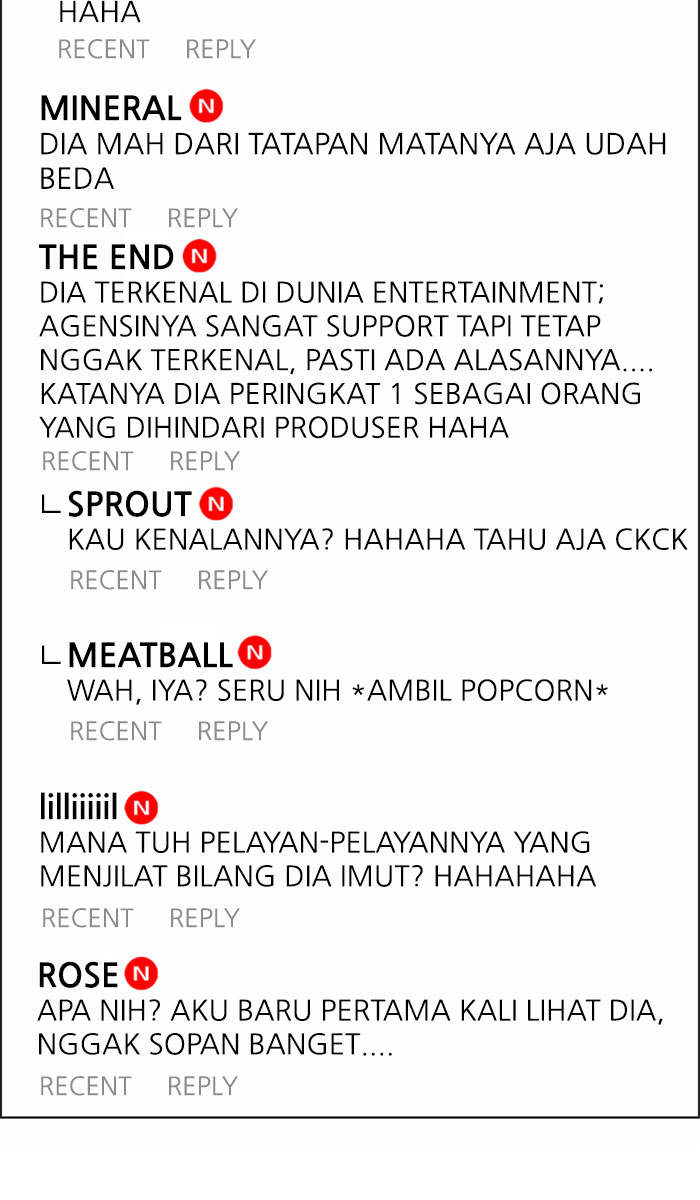 HAHA
RECENT REPLY
MINERAL N
DIA MAH DARI TATAPAN MATANYA AJA UDAH
BEDA
RECENT REPLY
THE END N
DIA TERKENAL DI DUNIA ENTERTAINMENT;
AGENSINYA SANGAT SUPPORT TAPI TETAP
NGGAK TERKENAL, PASTI ADA ALASANNYA....
KATANYA DIA PERINGKAT 1 SEBAGAI ORANG
YANG DIHINDARI PRODUSER HAHA
RECENT REPLY
SPROUT N
KAU KENALANNYA? HAHAHA TAHU AJA CKCK
RECENT REPLY
MEATBALL N
WAH, IYA? SERU NIH *AMBIL POPCORN*
RECENT REPLY
lilliiiiil N
MANA TUH PELAYAN-PELAYANNYA YANG
MENJILAT BILANG DIA IMUT? HAHAHAHA
RECENT REPLY
ROSE N
APA NIH? AKU BARU PERTAMA KALI LIHAT DIA,
NGGAK SOPAN BANGET....
RECENT REPLY